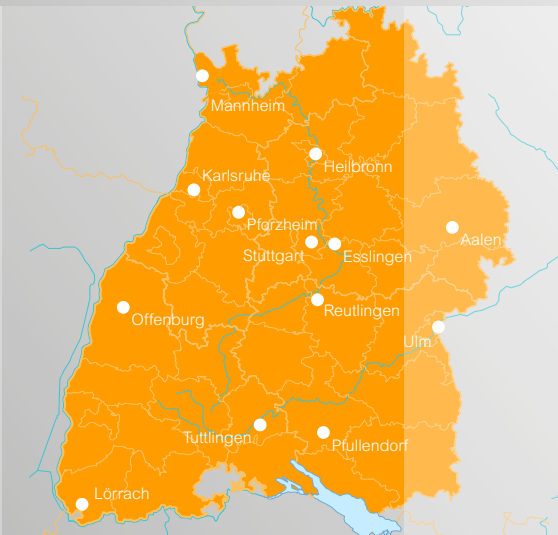 Mannheim
Heilbronn
Karlsruhe
Pforzheim
Stuttgart
Esslingen
Aalen
Reutlingen
Offenburg
Ulm
Tuttlingen
Pfullendorf
Lörrach